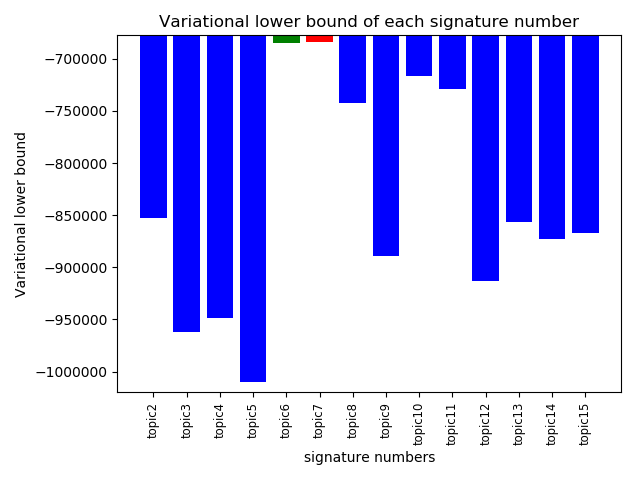 Variational lower bound of each signature number
Variational lower bound
−700000
−750000
−800000
−850000
−900000
−950000
−1000000
topic2
topic3
topic4
topic5
topic6
topic7
topic8
topic9
topic10
topic11
topic12
topic13
topic14
topic15
signature numbers